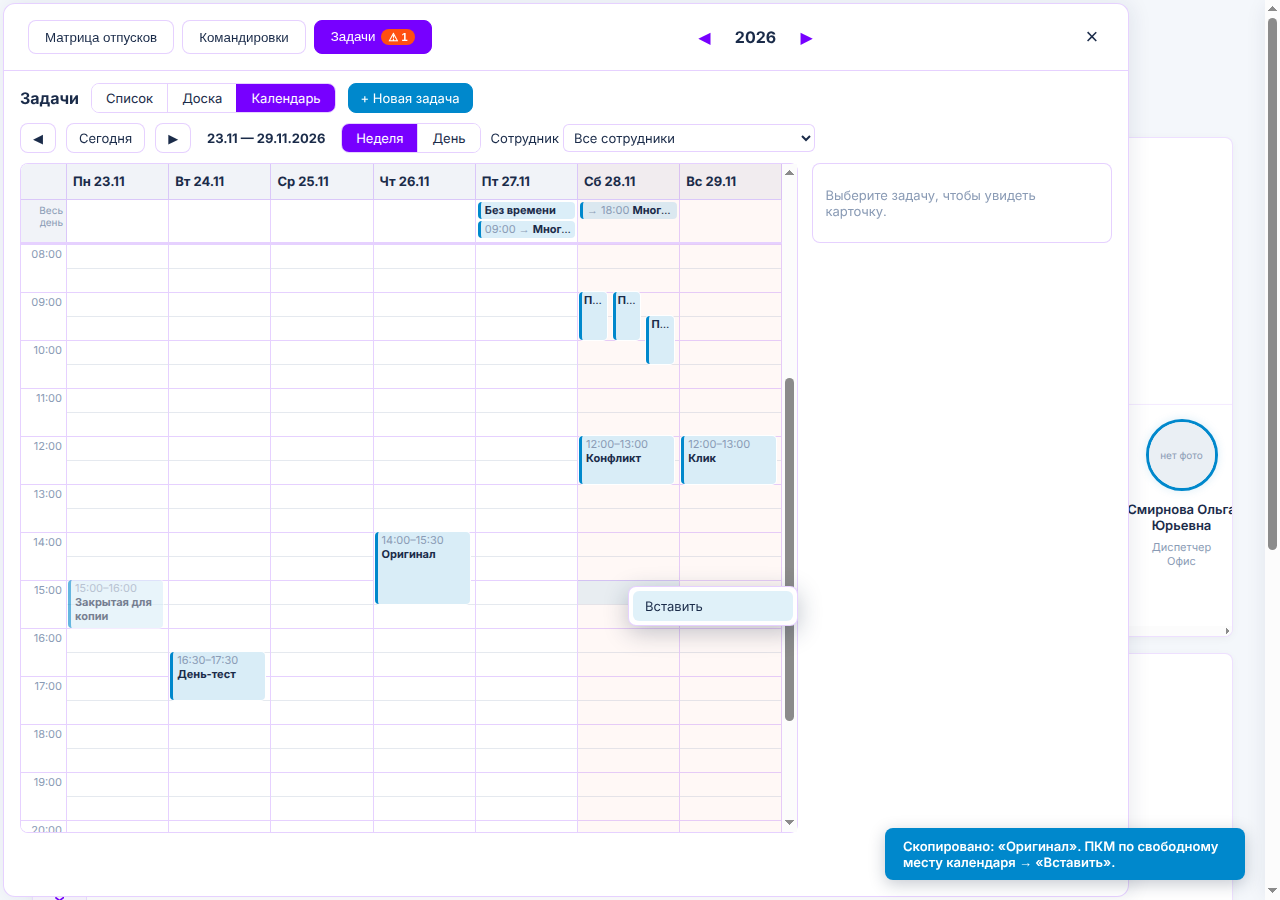 Матрица отпусков
Командировки
Задачи ⚠ 1
◀ 2026 ▶
×
Задачи
Список
Доска
Календарь
+ Новая задача
◀
Сегодня
▶
23.11 — 29.11.2026
Неделя
День
Сотрудник
Все сотрудники
Пн 23.11
Вт 24.11
Ср 25.11
Чт 26.11
Пт 27.11
Сб 28.11
Вс 29.11
Весь
день
Без времени
09:00 → Мног...
→ 18:00 Мног...
08:00
09:00
10:00
11:00
12:00
13:00
14:00
15:00
16:00
17:00
18:00
19:00
20:00
П...
П...
П...
12:00–13:00
Конфликт
12:00–13:00
Клик
14:00–15:30
Оригинал
15:00–16:00
Закрытая для
копии
16:30–17:30
День-тест
Вставить
Выберите задачу, чтобы увидеть
карточку.
нет фото
Смирнова Ольга
Юрьевна
Диспетчер
Офис
Скопировано: «Оригинал». ПКМ по свободному
месту календаря → «Вставить».